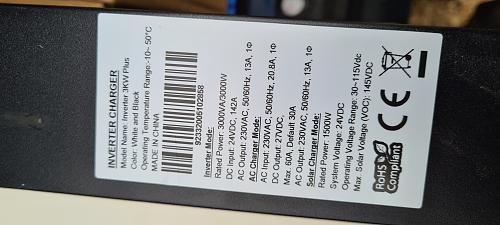 INVERTER CHARGER
Model Name: Inverter 3KW Plus
Color: White and Black
Operating Temperature Range:-10~ 50°C
MADE IN CHINA
92332005102858
Inverter Mode:
Rated Power: 3000VA/3000W
DC Input: 24VDC, 142A
AC Output: 230VAC, 50/60Hz, 13A, 1Φ
AC Charger Mode:
AC Input: 230VAC, 50/60Hz, 20.8A, 1Φ
DC Output: 27VDC,
Max. 60A, Default 30A
AC Output: 230VAC, 50/60Hz, 13A, 1Φ
Solar Charger Mode:
Rated Power: 1500W
System Voltage: 24VDC
Operating Voltage Range: 30~115Vdc
Max. Solar Voltage (VOC): 145VDC
RoHS
Compliant
CE